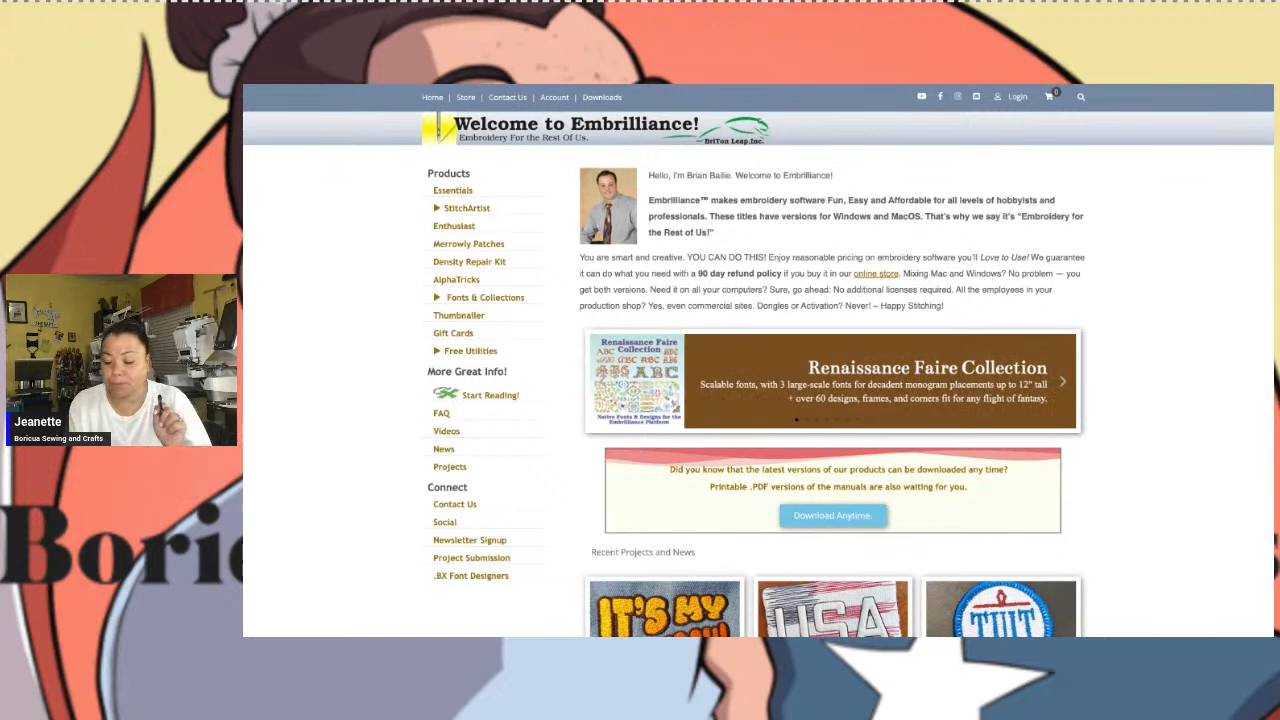 Home | Store | Contact Us | Account | Downloads
Login
0
Welcome to Embrilliance!
Embroidery For the Rest Of Us.
BriTon Leap, Inc.
Products
Essentials
StitchArtist
Enthusiast
Merrowly Patches
Density Repair Kit
AlphaTricks
Fonts & Collections
Thumbnailer
Gift Cards
Free Utilities
More Great Info!
Start Reading!
FAQ
Videos
News
Projects
Connect
Contact Us
Social
Newsletter Signup
Project Submission
.BX Font Designers
Hello, I'm Brian Bailie. Welcome to Embrilliance!
Embrilliance™ makes embroidery software Fun, Easy and Affordable for all levels of hobbyists and
professionals. These titles have versions for Windows and MacOS. That's why we say it's "Embroidery for
the Rest of Us!"
You are smart and creative. YOU CAN DO THIS! Enjoy reasonable pricing on embroidery software you'll Love to Use! We guarantee
it can do what you need with a 90 day refund policy if you buy it in our online store. Mixing Mac and Windows? No problem — you
get both versions. Need it on all your computers? Sure, go ahead: No additional licenses required. All the employees in your
production shop? Yes, even commercial sites. Dongles or Activation? Never! ~ Happy Stitching!
Renaissance Faire
Collection
ABC
Native Fonts & Designs for the
Embrilliance Platform
Renaissance Faire Collection
Scalable fonts, with 3 large-scale fonts for decadent monogram placements up to 12" tall
+ over 60 designs, frames, and corners fit for any flight of fantasy.
Did you know that the latest versions of our products can be downloaded any time?
Printable .PDF versions of the manuals are also waiting for you.
Download Anytime.
Recent Projects and News
IT'S MY
USA
TUT
Jeanette
Boricua Sewing and Crafts
Boric